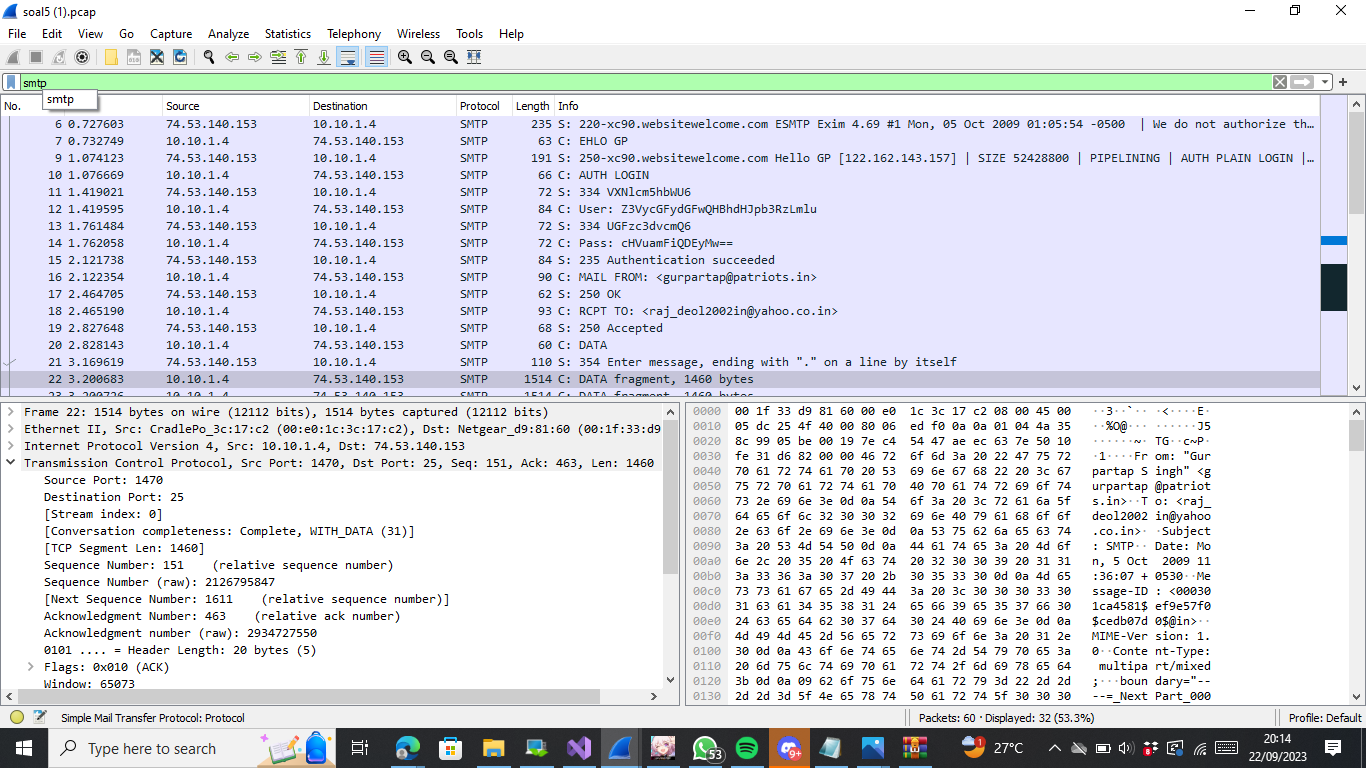 soal5 (1).pcap
File Edit View Go Capture Analyze Statistics Telephony Wireless Tools Help
smtp
smtp
No. Source Destination Protocol Length Info
6 0.727603 74.53.140.153 10.10.1.4 SMTP 235 S: 220-xc90.websitewelcome.com ESMTP Exim 4.69 #1 Mon, 05 Oct 2009 01:05:54 -0500 | We do not authorize th…
7 0.732749 10.10.1.4 74.53.140.153 SMTP 63 C: EHLO GP
9 1.074123 74.53.140.153 10.10.1.4 SMTP 191 S: 250-xc90.websitewelcome.com Hello GP [122.162.143.157] | SIZE 52428800 | PIPELINING | AUTH PLAIN LOGIN |…
10 1.076669 10.10.1.4 74.53.140.153 SMTP 66 C: AUTH LOGIN
11 1.419021 74.53.140.153 10.10.1.4 SMTP 72 S: 334 VXNlcm5hbWU6
12 1.419595 10.10.1.4 74.53.140.153 SMTP 84 C: User: Z3VycGFydGFwQHBhdHJpb3RzLmlu
13 1.761484 74.53.140.153 10.10.1.4 SMTP 72 S: 334 UGFzc3dvcmQ6
14 1.762058 10.10.1.4 74.53.140.153 SMTP 72 C: Pass: cHVuamFiQDEyMw==
15 2.121738 74.53.140.153 10.10.1.4 SMTP 84 S: 235 Authentication succeeded
16 2.122354 10.10.1.4 74.53.140.153 SMTP 90 C: MAIL FROM: <gurpartap@patriots.in>
17 2.464705 74.53.140.153 10.10.1.4 SMTP 62 S: 250 OK
18 2.465190 10.10.1.4 74.53.140.153 SMTP 93 C: RCPT TO: <raj_deol2002in@yahoo.co.in>
19 2.827648 74.53.140.153 10.10.1.4 SMTP 68 S: 250 Accepted
20 2.828143 10.10.1.4 74.53.140.153 SMTP 60 C: DATA
21 3.169619 74.53.140.153 10.10.1.4 SMTP 110 S: 354 Enter message, ending with "." on a line by itself
22 3.200683 10.10.1.4 74.53.140.153 SMTP 1514 C: DATA fragment, 1460 bytes
Frame 22: 1514 bytes on wire (12112 bits), 1514 bytes captured (12112 bits)
Ethernet II, Src: CradlePo_3c:17:c2 (00:e0:1c:3c:17:c2), Dst: Netgear_d9:81:60 (00:1f:33:d9
Internet Protocol Version 4, Src: 10.10.1.4, Dst: 74.53.140.153
Transmission Control Protocol, Src Port: 1470, Dst Port: 25, Seq: 151, Ack: 463, Len: 1460
Source Port: 1470
Destination Port: 25
[Stream index: 0]
[Conversation completeness: Complete, WITH_DATA (31)]
[TCP Segment Len: 1460]
Sequence Number: 151 (relative sequence number)
Sequence Number (raw): 2126795847
[Next Sequence Number: 1611 (relative sequence number)]
Acknowledgment Number: 463 (relative ack number)
Acknowledgment number (raw): 2934727550
0101 .... = Header Length: 20 bytes (5)
Flags: 0x010 (ACK)
Window: 65073
0000 00 1f 33 d9 81 60 00 e0 1c 3c 17 c2 08 00 45 00 ··3··`·· ·<····E·
0010 05 dc 25 4f 40 00 80 06 ed f0 0a 0a 01 04 4a 35 ··%O@··· ······J5
0020 8c 99 05 be 00 19 7e c4 54 47 ae ec 63 7e 50 10 ······~· TG··c~P·
0030 fe 31 d6 82 00 00 46 72 6f 6d 3a 20 22 47 75 72 ·1····Fr om: "Gur
0040 70 61 72 74 61 70 20 53 69 6e 67 68 22 20 3c 67 partap S ingh" <g
0050 75 72 70 61 72 74 61 70 40 70 61 74 72 69 6f 74 urpartap @patriot
0060 73 2e 69 6e 3e 0d 0a 54 6f 3a 20 3c 72 61 6a 5f s.in>··T o: <raj_
0070 64 65 6f 6c 32 30 30 32 69 6e 40 79 61 68 6f 6f deol2002 in@yahoo
0080 2e 63 6f 2e 69 6e 3e 0d 0a 53 75 62 6a 65 63 74 .co.in>· ·Subject
0090 3a 20 53 4d 54 50 0d 0a 44 61 74 65 3a 20 4d 6f : SMTP·· Date: Mo
00a0 6e 2c 20 35 20 4f 63 74 20 32 30 30 39 20 31 31 n, 5 Oct 2009 11
00b0 3a 33 36 3a 30 37 20 2b 30 35 33 30 0d 0a 4d 65 :36:07 + 0530··Me
00c0 73 73 61 67 65 2d 49 44 3a 20 3c 30 30 30 33 30 ssage-ID : <00030
00d0 31 63 61 34 35 38 31 24 65 66 39 65 35 37 66 30 1ca4581$ ef9e57f0
00e0 24 63 65 64 62 30 37 64 30 24 40 69 6e 3e 0d 0a $cedb07d 0$@in>··
00f0 4d 49 4d 45 2d 56 65 72 73 69 6f 6e 3a 20 31 2e MIME-Ver sion: 1.
0100 30 0d 0a 43 6f 6e 74 65 6e 74 2d 54 79 70 65 3a 0··Conte nt-Type:
0110 20 6d 75 6c 74 69 70 61 72 74 2f 6d 69 78 65 64 multipa rt/mixed
0120 3b 0d 0a 09 62 6f 75 6e 64 61 72 79 3d 22 2d 2d ;···boun dary="--
0130 2d 2d 3d 5f 4e 65 78 74 50 61 72 74 5f 30 30 30 --=_Next Part_000
Simple Mail Transfer Protocol: Protocol
Packets: 60 · Displayed: 32 (53.3%)
Profile: Default
Type here to search
53
9+
27°C
20:14
22/09/2023